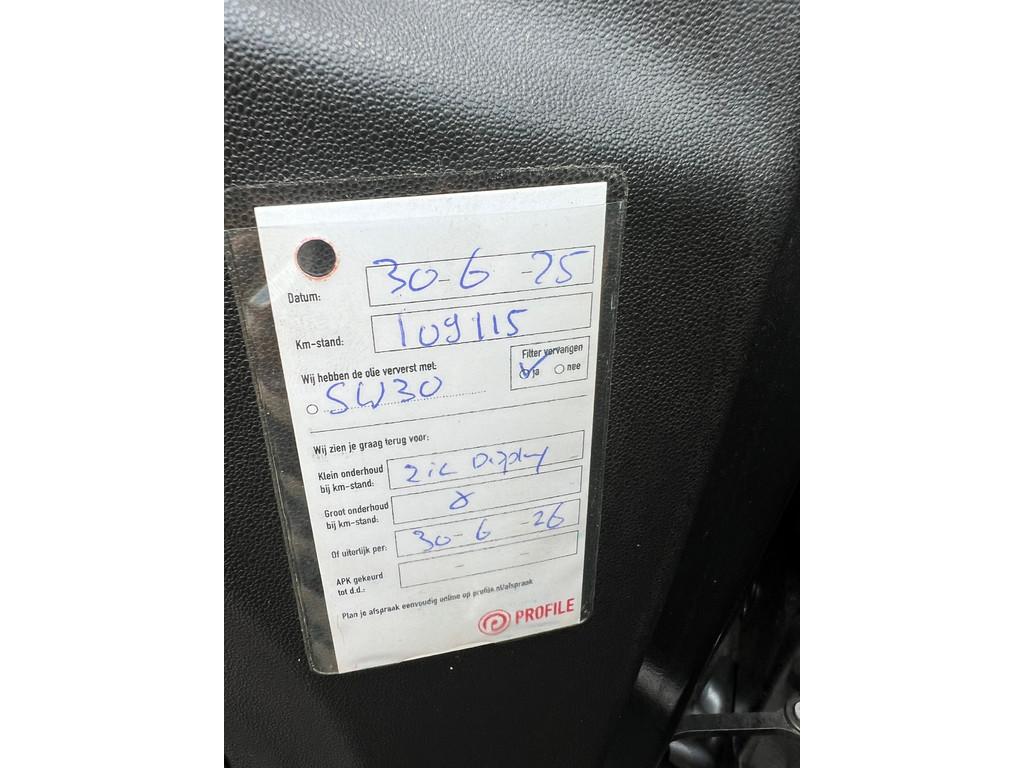 Datum: 30-6-25
Km-stand: 109115
Wij hebben de olie ververst met:
5W30
Filter vervangen
ja nee
Wij zien je graag terug voor:
Klein onderhoud bij km-stand: zie Display
Groot onderhoud bij km-stand:
Of uiterlijk per: 30-6-26
APK gekeurd tot d.d.: -
Plan je afspraak eenvoudig online op profile.nl/afspraak
PROFILE